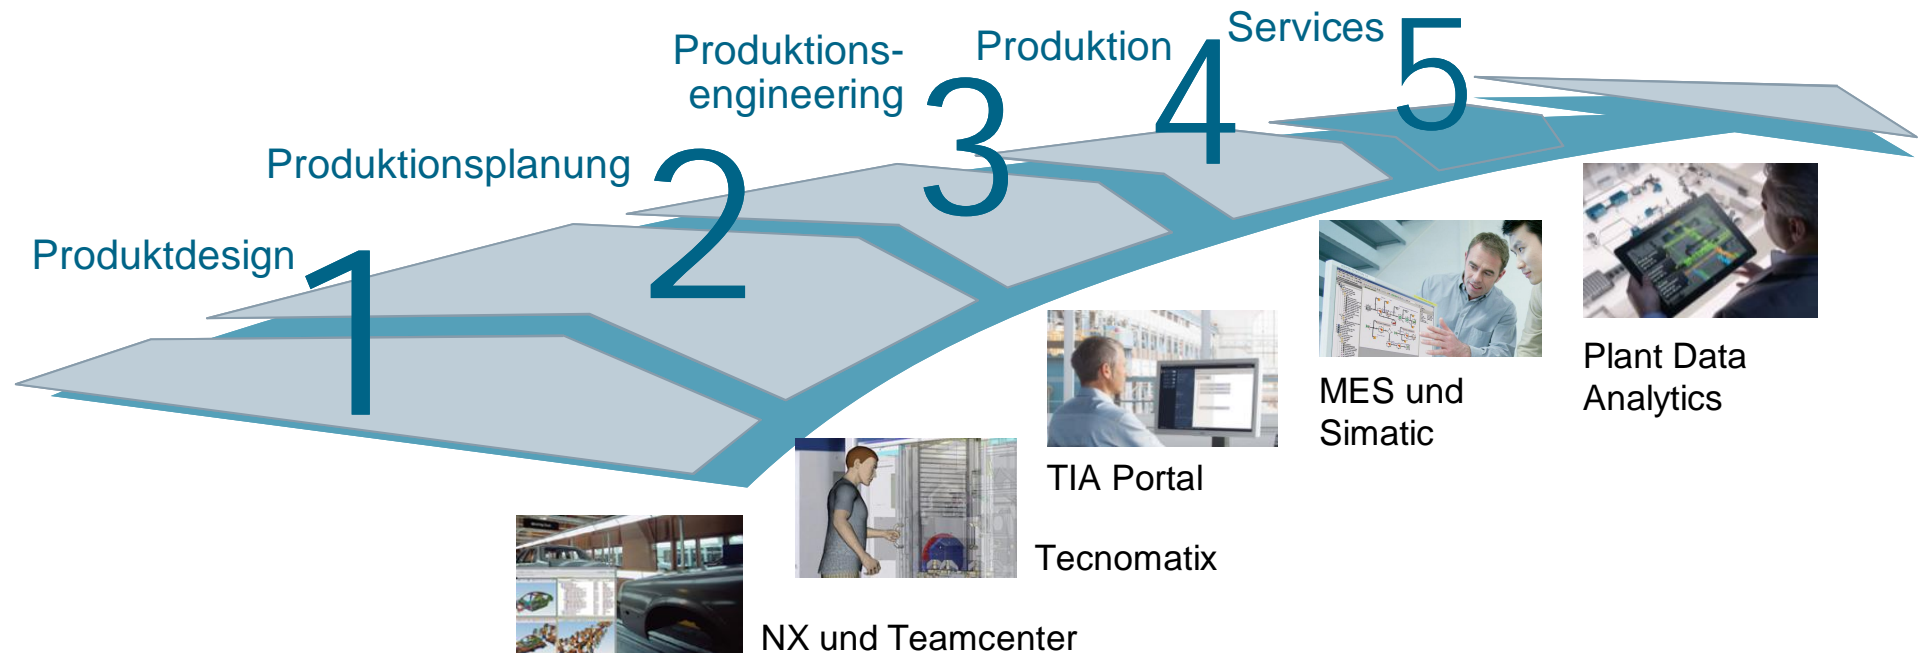 Produktdesign
1
Produktionsplanung
2
Produktions-
engineering
3
Produktion
4
Services
5
NX und Teamcenter
Tecnomatix
TIA Portal
MES und
Simatic
Plant Data
Analytics